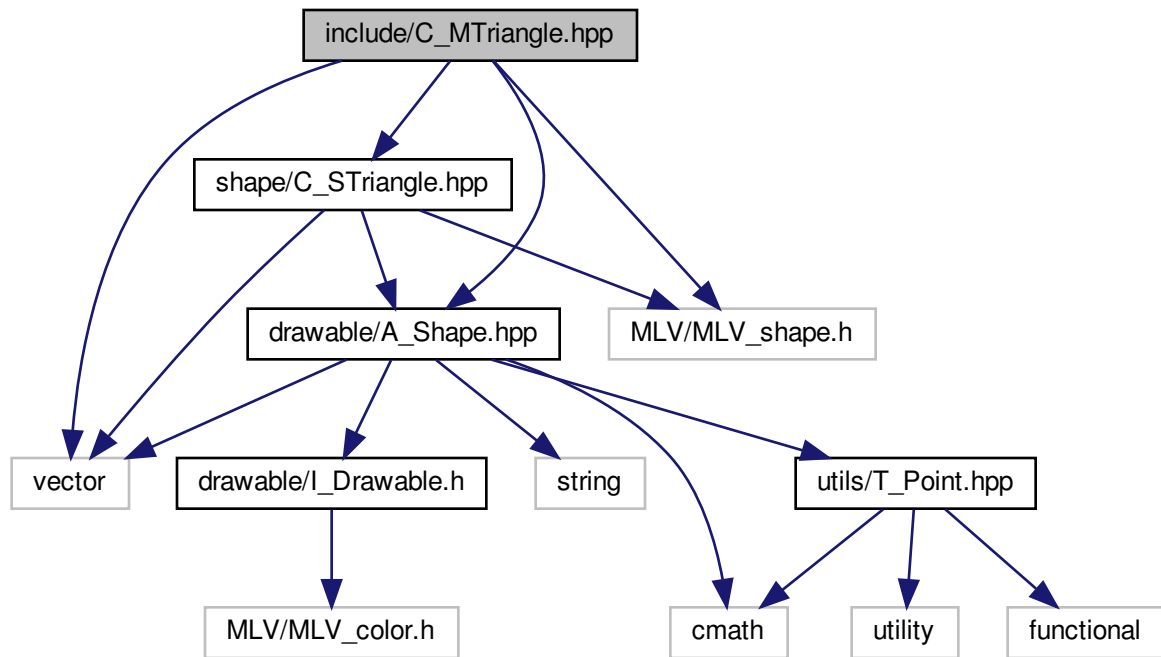 include/C_MTriangle.hpp
shape/C_STriangle.hpp
drawable/A_Shape.hpp
MLV/MLV_shape.h
vector
drawable/I_Drawable.h
string
utils/T_Point.hpp
MLV/MLV_color.h
cmath
utility
functional